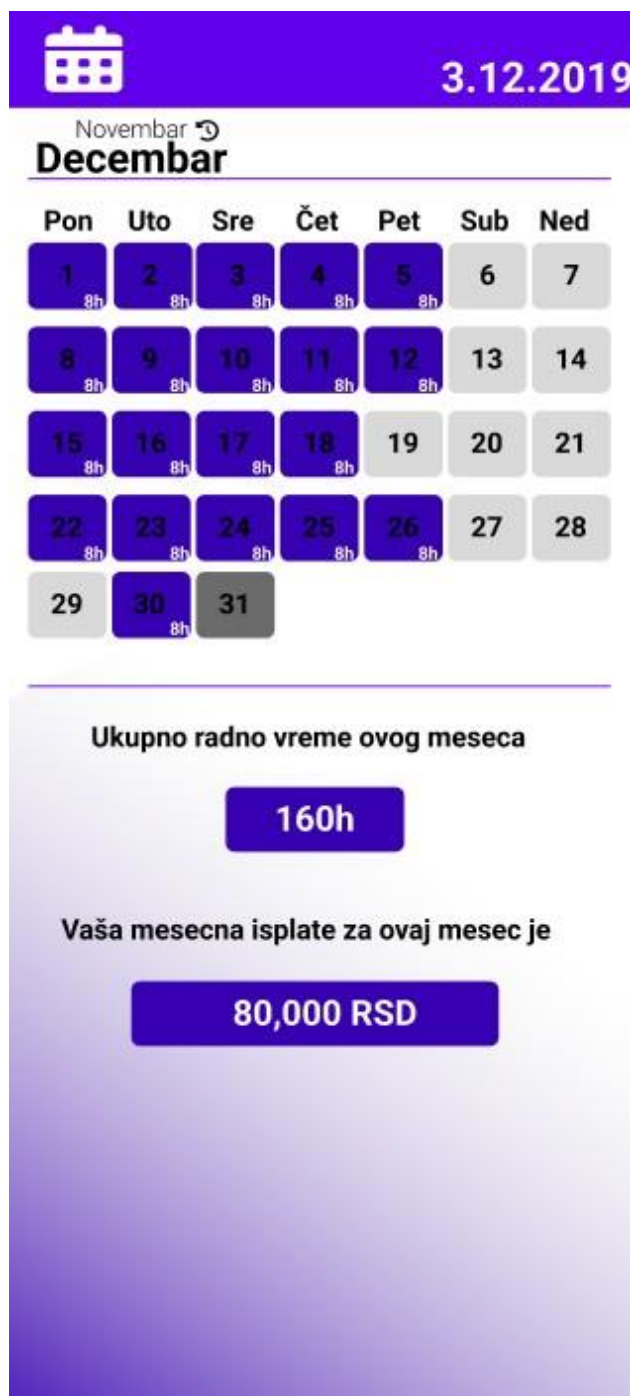 3.12.2019
Novembar
Decembar
Pon Uto Sre Čet Pet Sub Ned
1 8h 2 8h 3 8h 4 8h 5 8h 6 7
8 8h 9 8h 10 8h 11 8h 12 8h 13 14
15 8h 16 8h 17 8h 18 8h 19 20 21
22 8h 23 8h 24 8h 25 8h 26 8h 27 28
29 30 8h 31
Ukupno radno vreme ovog meseca
160h
Vaša mesecna isplate za ovaj mesec je
80,000 RSD